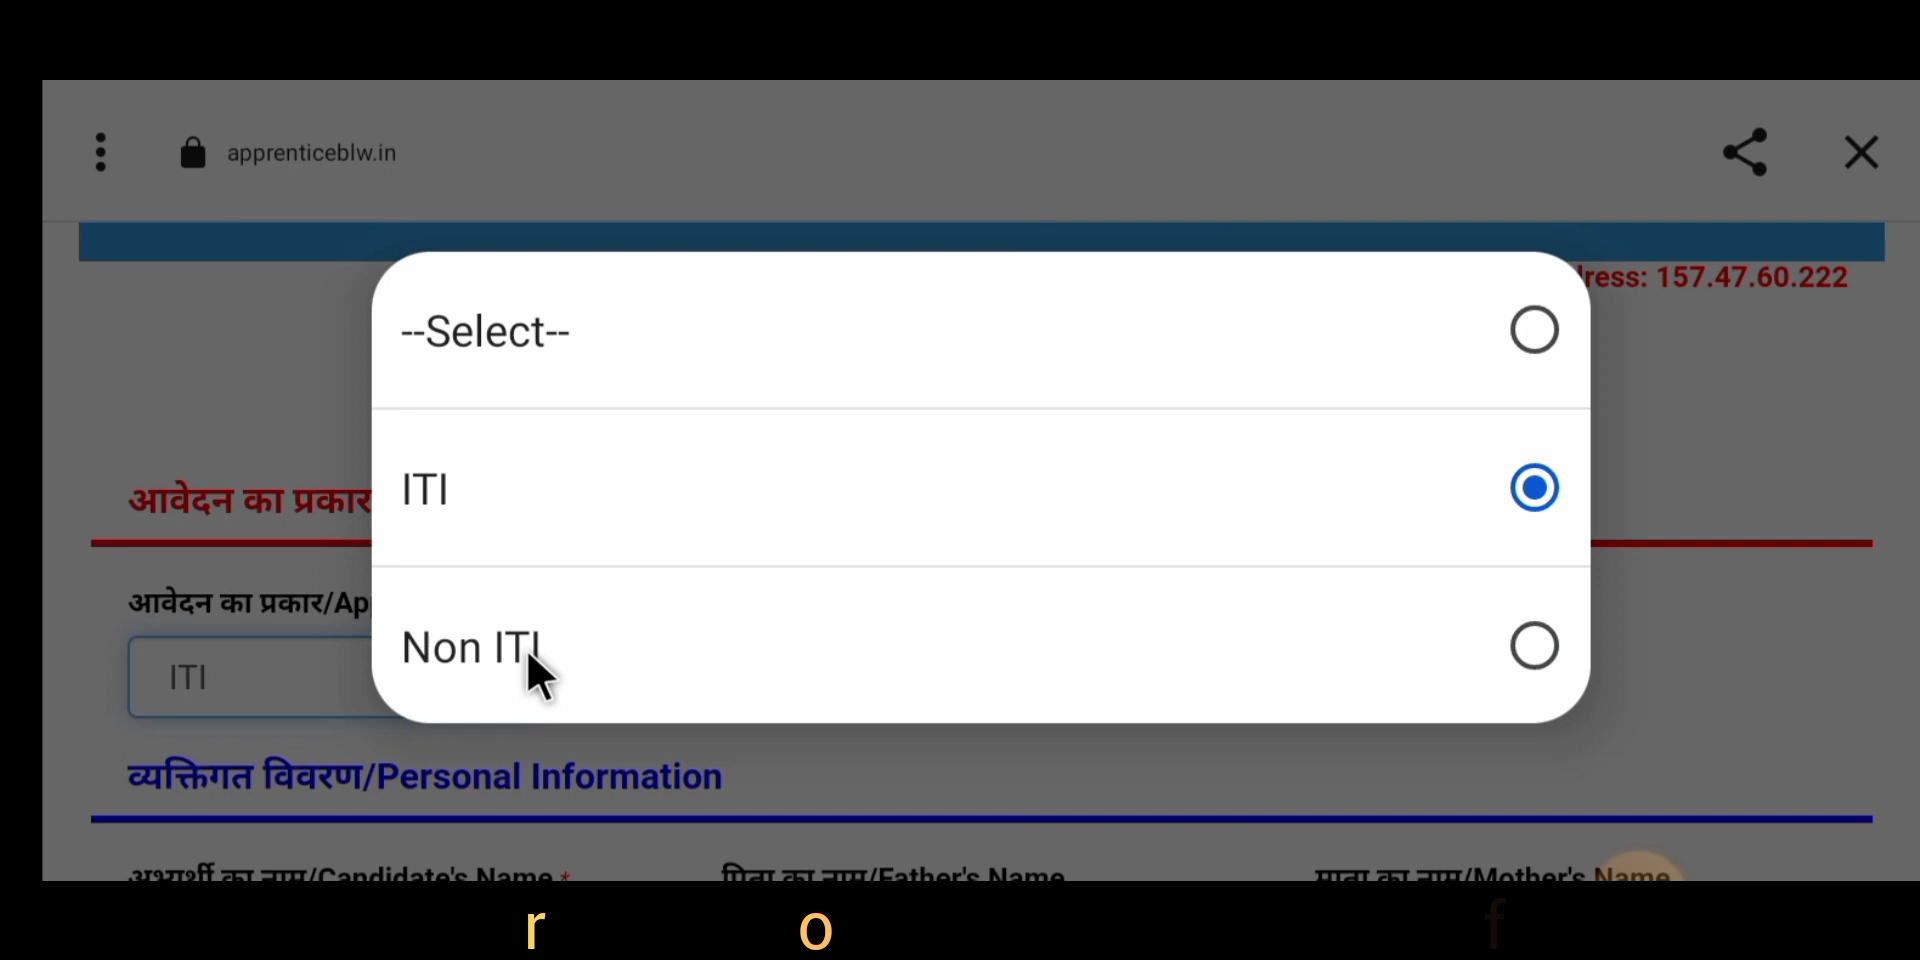 apprenticeblw.in
dress: 157.47.60.222
--Select--
ITI
Non ITI
आवेदन का प्रकार
आवेदन का प्रकार/Ap
ITI
व्यक्तिगत विवरण/Personal Information
अभ्यर्थी का नाम/Candidate's Name *
पिता का नाम/Father's Name
माता का नाम/Mother's Name
r o f